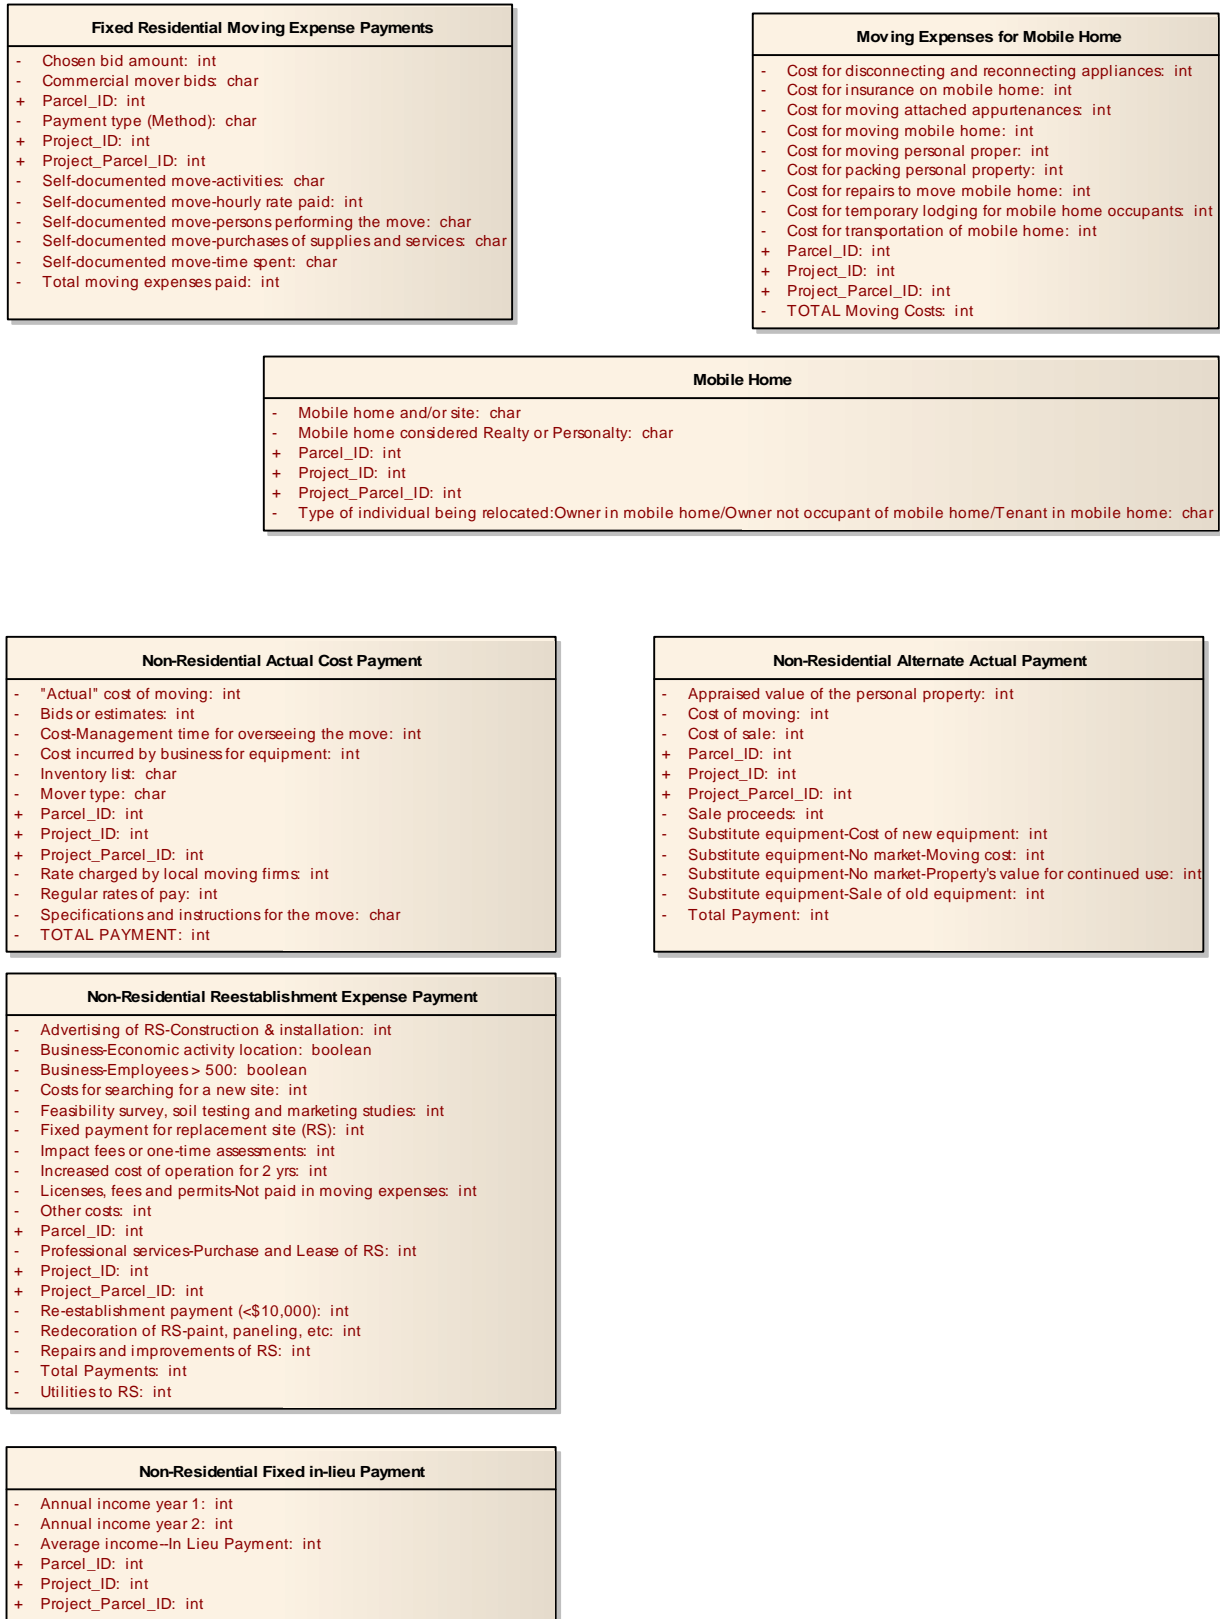 Fixed Residential Moving Expense Payments
- Chosen bid amount: int
- Commercial mover bids: char
+ Parcel_ID: int
- Payment type (Method): char
+ Project_ID: int
+ Project_Parcel_ID: int
- Self-documented move-activities: char
- Self-documented move-hourly rate paid: int
- Self-documented move-persons performing the move: char
- Self-documented move-purchases of supplies and services: char
- Self-documented move-time spent: char
- Total moving expenses paid: int
Moving Expenses for Mobile Home
- Cost for disconnecting and reconnecting appliances: int
- Cost for insurance on mobile home: int
- Cost for moving attached appurtenances: int
- Cost for moving mobile home: int
- Cost for moving personal proper: int
- Cost for packing personal property: int
- Cost for repairs to move mobile home: int
- Cost for temporary lodging for mobile home occupants: int
- Cost for transportation of mobile home: int
+ Parcel_ID: int
+ Project_ID: int
+ Project_Parcel_ID: int
- TOTAL Moving Costs: int
Mobile Home
- Mobile home and/or site: char
- Mobile home considered Realty or Personalty: char
+ Parcel_ID: int
+ Project_ID: int
+ Project_Parcel_ID: int
- Type of individual being relocated:Owner in mobile home/Owner not occupant of mobile home/Tenant in mobile home: char
Non-Residential Actual Cost Payment
- "Actual" cost of moving: int
- Bids or estimates: int
- Cost-Management time for overseeing the move: int
- Cost incurred by business for equipment: int
- Inventory list: char
- Mover type: char
+ Parcel_ID: int
+ Project_ID: int
+ Project_Parcel_ID: int
- Rate charged by local moving firms: int
- Regular rates of pay: int
- Specifications and instructions for the move: char
- TOTAL PAYMENT: int
Non-Residential Alternate Actual Payment
- Appraised value of the personal property: int
- Cost of moving: int
- Cost of sale: int
+ Parcel_ID: int
+ Project_ID: int
+ Project_Parcel_ID: int
- Sale proceeds: int
- Substitute equipment-Cost of new equipment: int
- Substitute equipment-No market-Moving cost: int
- Substitute equipment-No market-Property's value for continued use: int
- Substitute equipment-Sale of old equipment: int
- Total Payment: int
Non-Residential Reestablishment Expense Payment
- Advertising of RS-Construction & installation: int
- Business-Economic activity location: boolean
- Business-Employees > 500: boolean
- Costs for searching for a new site: int
- Feasibility survey, soil testing and marketing studies: int
- Fixed payment for replacement site (RS): int
- Impact fees or one-time assessments: int
- Increased cost of operation for 2 yrs: int
- Licenses, fees and permits-Not paid in moving expenses: int
- Other costs: int
+ Parcel_ID: int
- Professional services-Purchase and Lease of RS: int
+ Project_ID: int
+ Project_Parcel_ID: int
- Re-establishment payment (<$10,000): int
- Redecoration of RS-paint, paneling, etc: int
- Repairs and improvements of RS: int
- Total Payments: int
- Utilities to RS: int
Non-Residential Fixed in-lieu Payment
- Annual income year 1: int
- Annual income year 2: int
- Average income--In Lieu Payment: int
+ Parcel_ID: int
+ Project_ID: int
+ Project_Parcel_ID: int